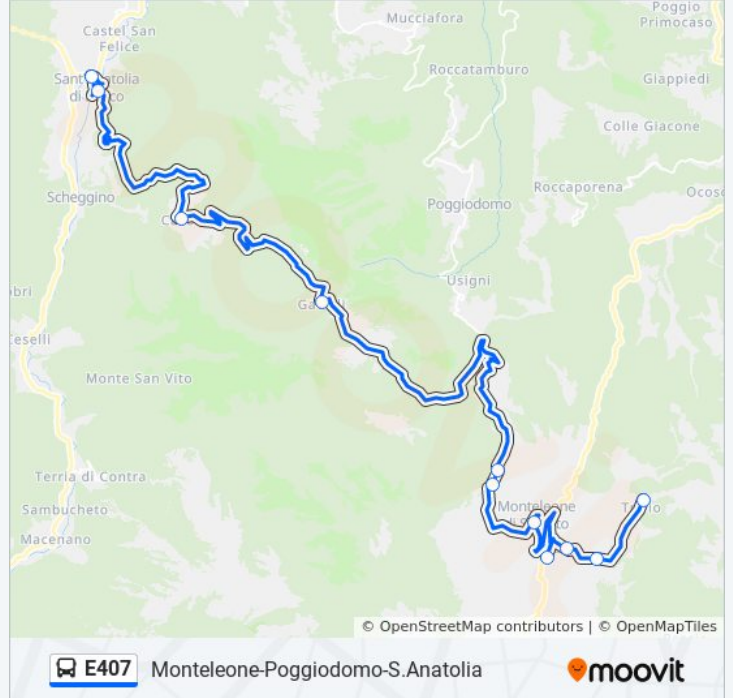 Poggio
Primocaso
Mucciafora
Castel San
Felice
Roccatamburo
Giappiedi
Colle Giacone
Roccaporena
Scheggino
Poggiodomo
Usigni
Monte San Vito
Terria di Contra
Sambucheto
Macenano
Monteleone
© OpenStreetMap contributors | © OpenMapTiles
E407 Monteleone-Poggiodomo-S.Anatolia moovit